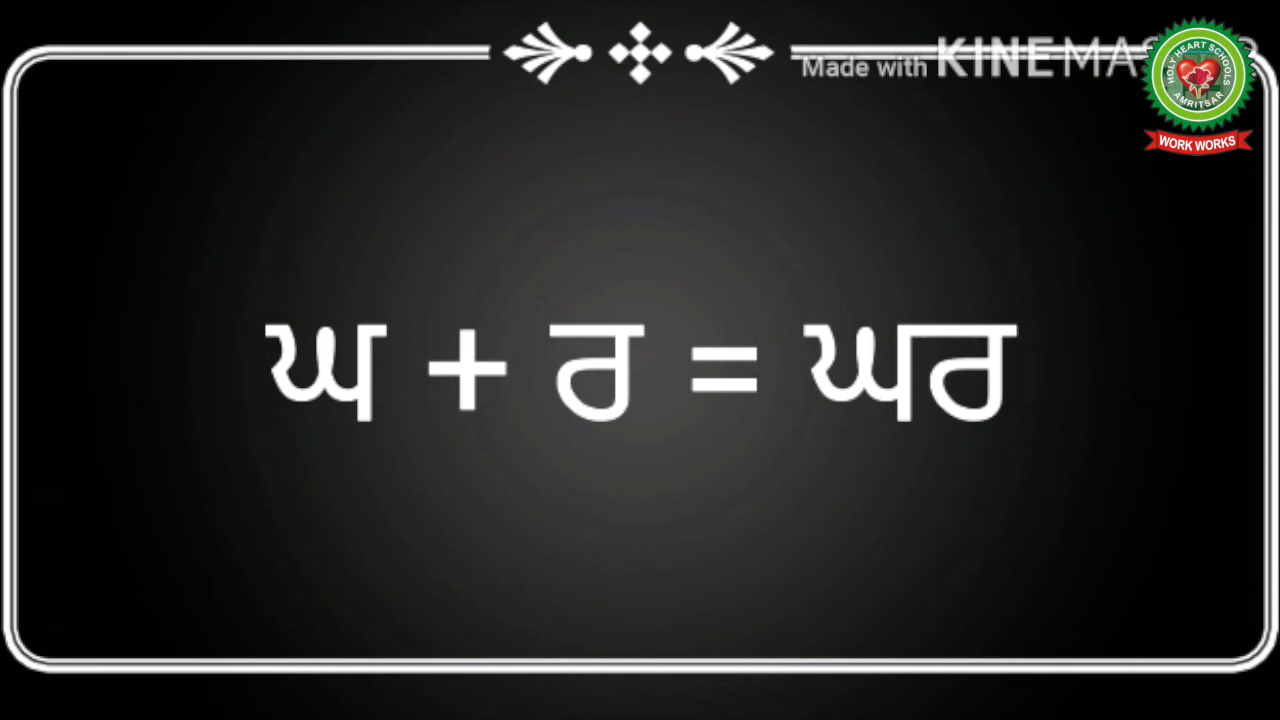 Made with KINEMA
HOLY HEART SCHOOLS
AMRITSAR
WORK WORKS
ਘ + ਰ = ਘਰ